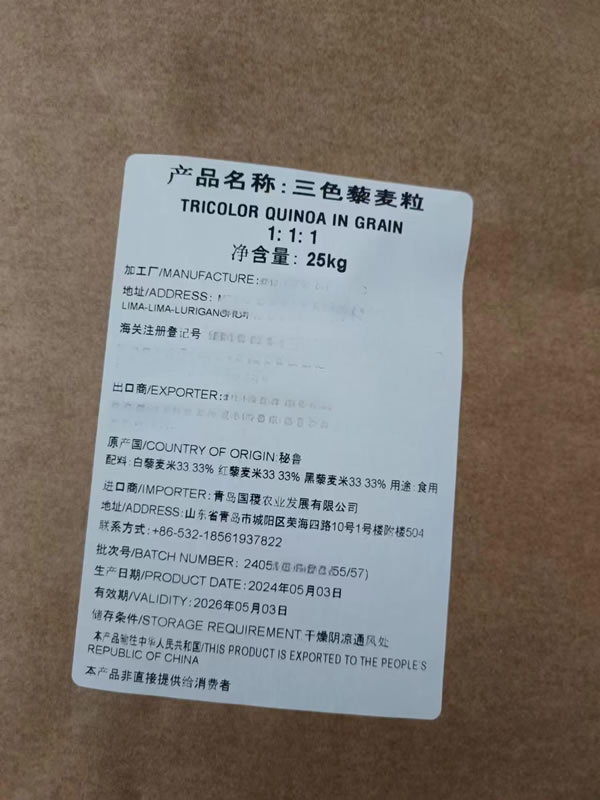 产品名称:三色藜麦粒
TRICOLOR QUINOA IN GRAIN
1: 1: 1
净含量: 25kg
加工厂/MANUFACTURE:
地址/ADDRESS:
LIMA-LIMA-LURIGANCHO
海关注册登记号
出口商/EXPORTER:
原产国/COUNTRY OF ORIGIN:秘鲁
配料:白藜麦米33 33% 红藜麦米33 33% 黑藜麦米33 33% 用途:食用
进口商/IMPORTER:青岛国稷农业发展有限公司
地址/ADDRESS:山东省青岛市城阳区荣海四路10号1号楼附楼504
联系方式:+86-532-18561937822
批次号/BATCH NUMBER: 2405 55/57)
生产日期/PRODUCT DATE:2024年05月03日
有效期/VALIDITY:2026年05月03日
储存条件/STORAGE REQUIREMENT 干燥阴凉通风处
本产品输往中华人民共和国/THIS PRODUCT IS EXPORTED TO THE PEOPLE'S
REPUBLIC OF CHINA
本产品非直接提供给消费者